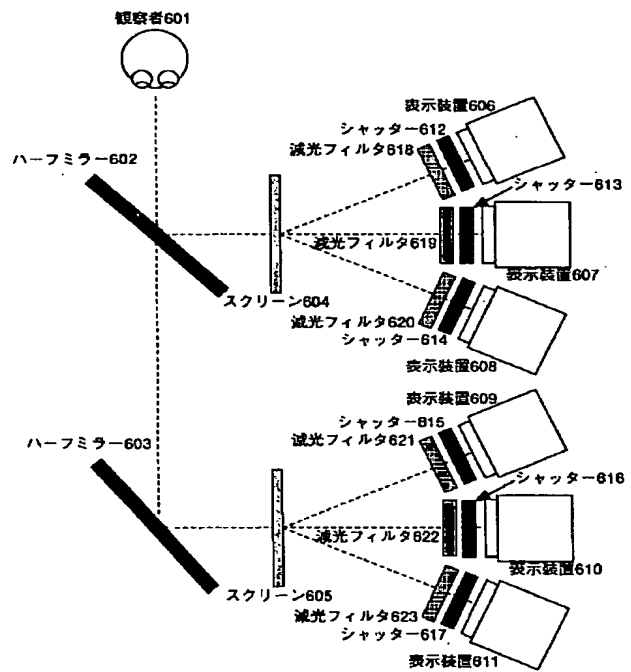 観察者601
表示装置606
シャッター612
減光フィルタ618
ハーフミラー602
シャッター613
減光フィルタ619
表示装置607
スクリーン604
減光フィルタ620
シャッター614
表示装置608
表示装置609
シャッター615
減光フィルタ621
ハーフミラー603
シャッター616
減光フィルタ622
表示装置610
スクリーン605
減光フィルタ623
シャッター617
表示装置611